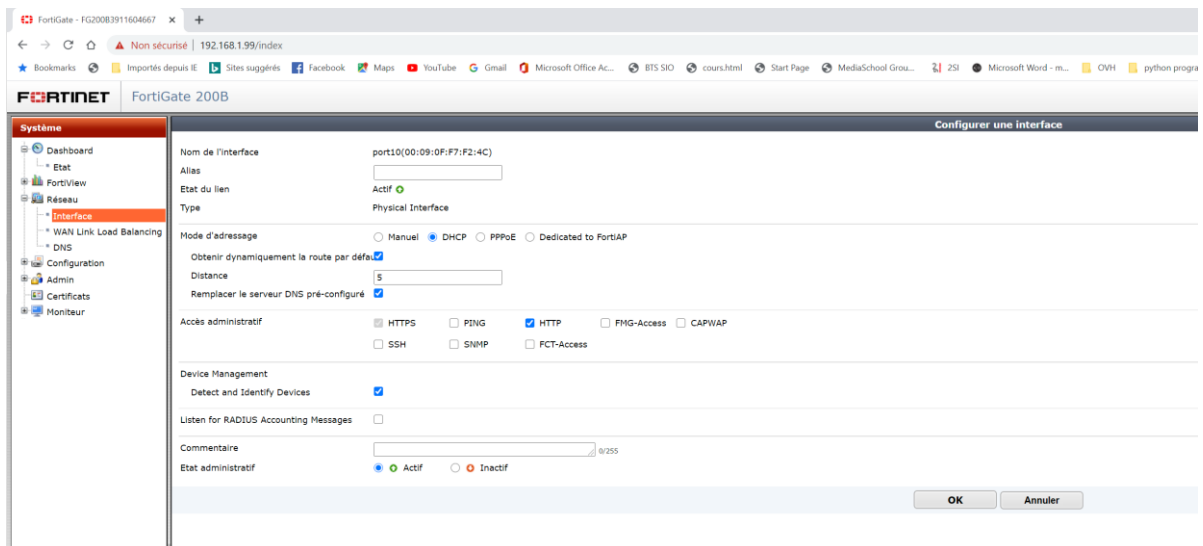 FortiGate - FG200B3911604667
Non sécurisé | 192.168.1.99/index
Bookmarks Importés depuis IE Sites suggérés Facebook Maps YouTube Gmail Microsoft Office Ac... BTS SIO cours.html Start Page MediaSchool Grou... 2SI Microsoft Word - m... OVH python progra
FORTINET FortiGate 200B
Système
Configurer une interface
Dashboard
Etat
FortiView
Réseau
Interface
WAN Link Load Balancing
DNS
Configuration
Admin
Certificats
Moniteur
Nom de l'interface port10(00:09:0F:F7:F2:4C)
Alias
Etat du lien Actif
Type Physical Interface
Mode d'adressage Manuel DHCP PPPoE Dedicated to FortiAP
Obtenir dynamiquement la route par défau
Distance 5
Remplacer le serveur DNS pré-configuré
Accès administratif HTTPS PING HTTP FMG-Access CAPWAP
SSH SNMP FCT-Access
Device Management
Detect and Identify Devices
Listen for RADIUS Accounting Messages
Commentaire 0/255
Etat administratif Actif Inactif
OK Annuler